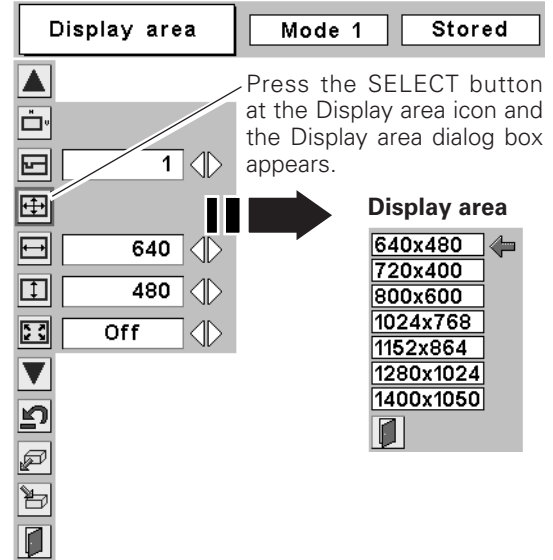 Display area
Mode 1
Stored
Press the SELECT button
at the Display area icon and
the Display area dialog box
appears.
H
V
1
640
480
Off
Display area
640x480
720x400
800x600
1024x768
1152x864
1280x1024
1400x1050